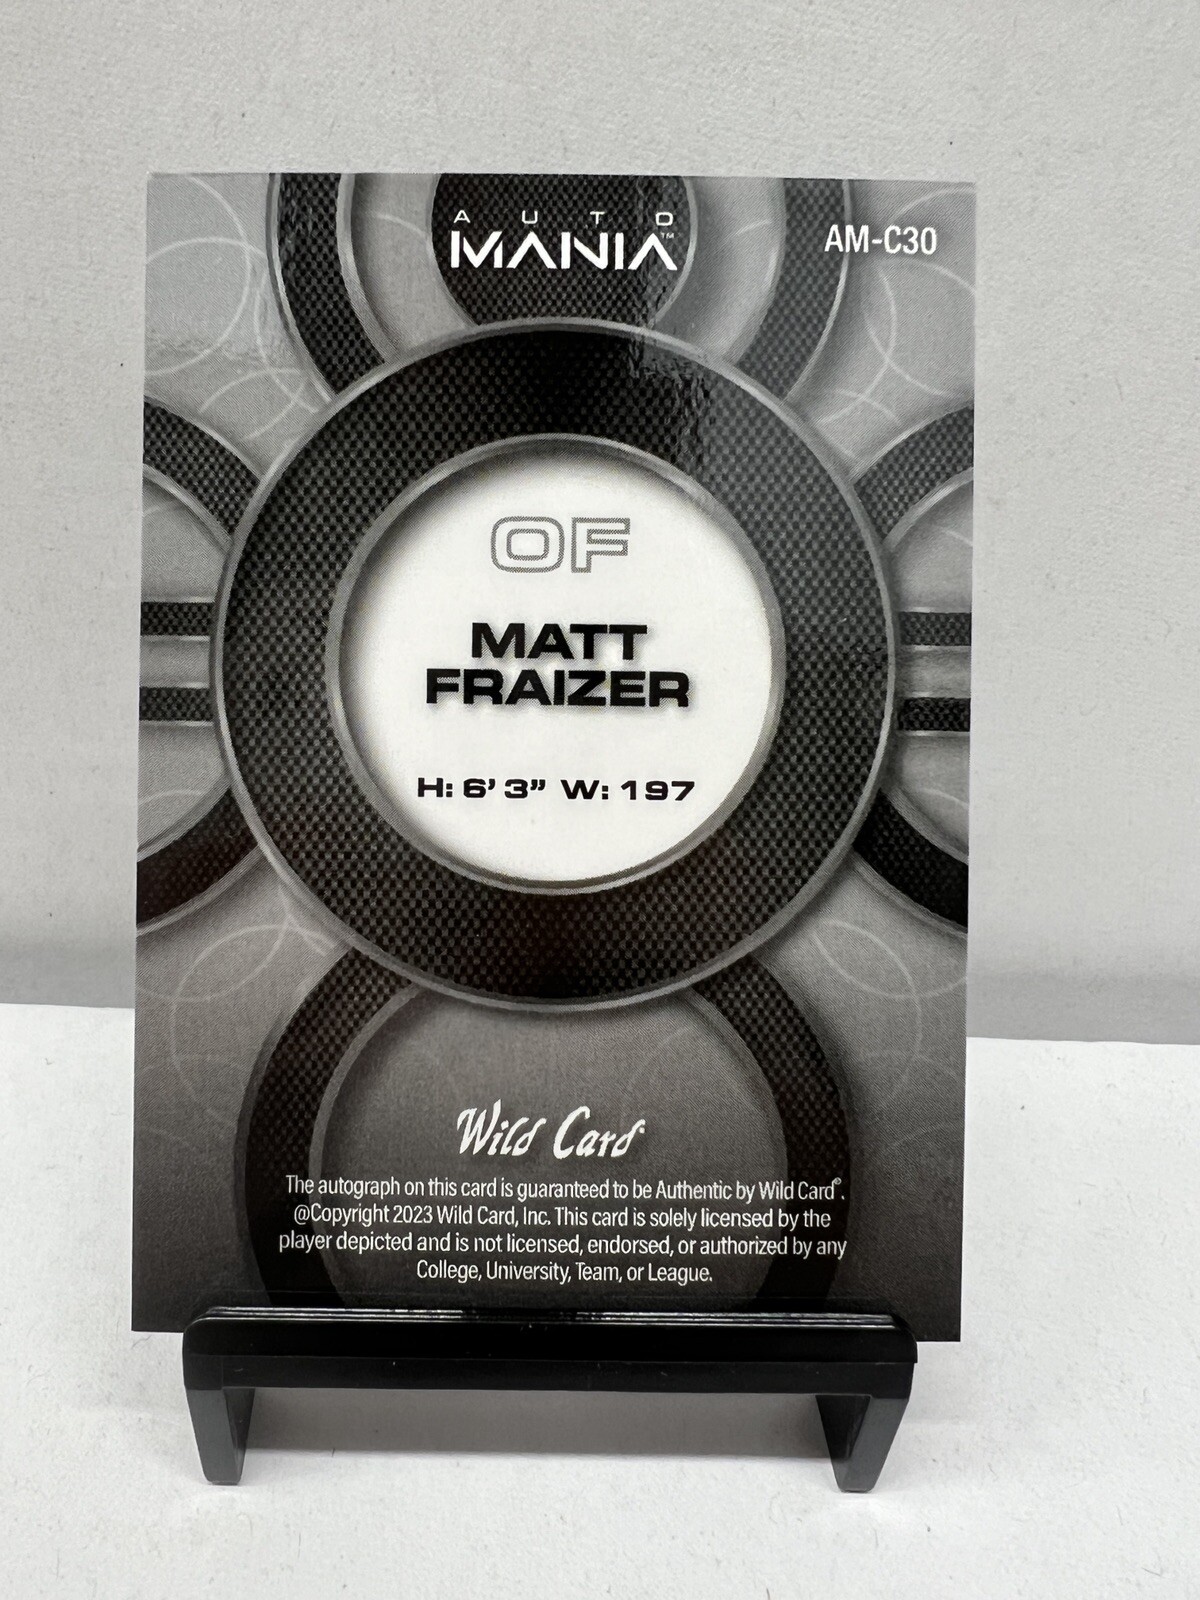 AUTO
MANIA™
AM-C30
OF
MATT
FRAIZER
H: 6' 3" W: 197
Wild Card
The autograph on this card is guaranteed to be Authentic by Wild Card®.
@Copyright 2023 Wild Card, Inc. This card is solely licensed by the
player depicted and is not licensed, endorsed, or authorized by any
College, University, Team, or League.